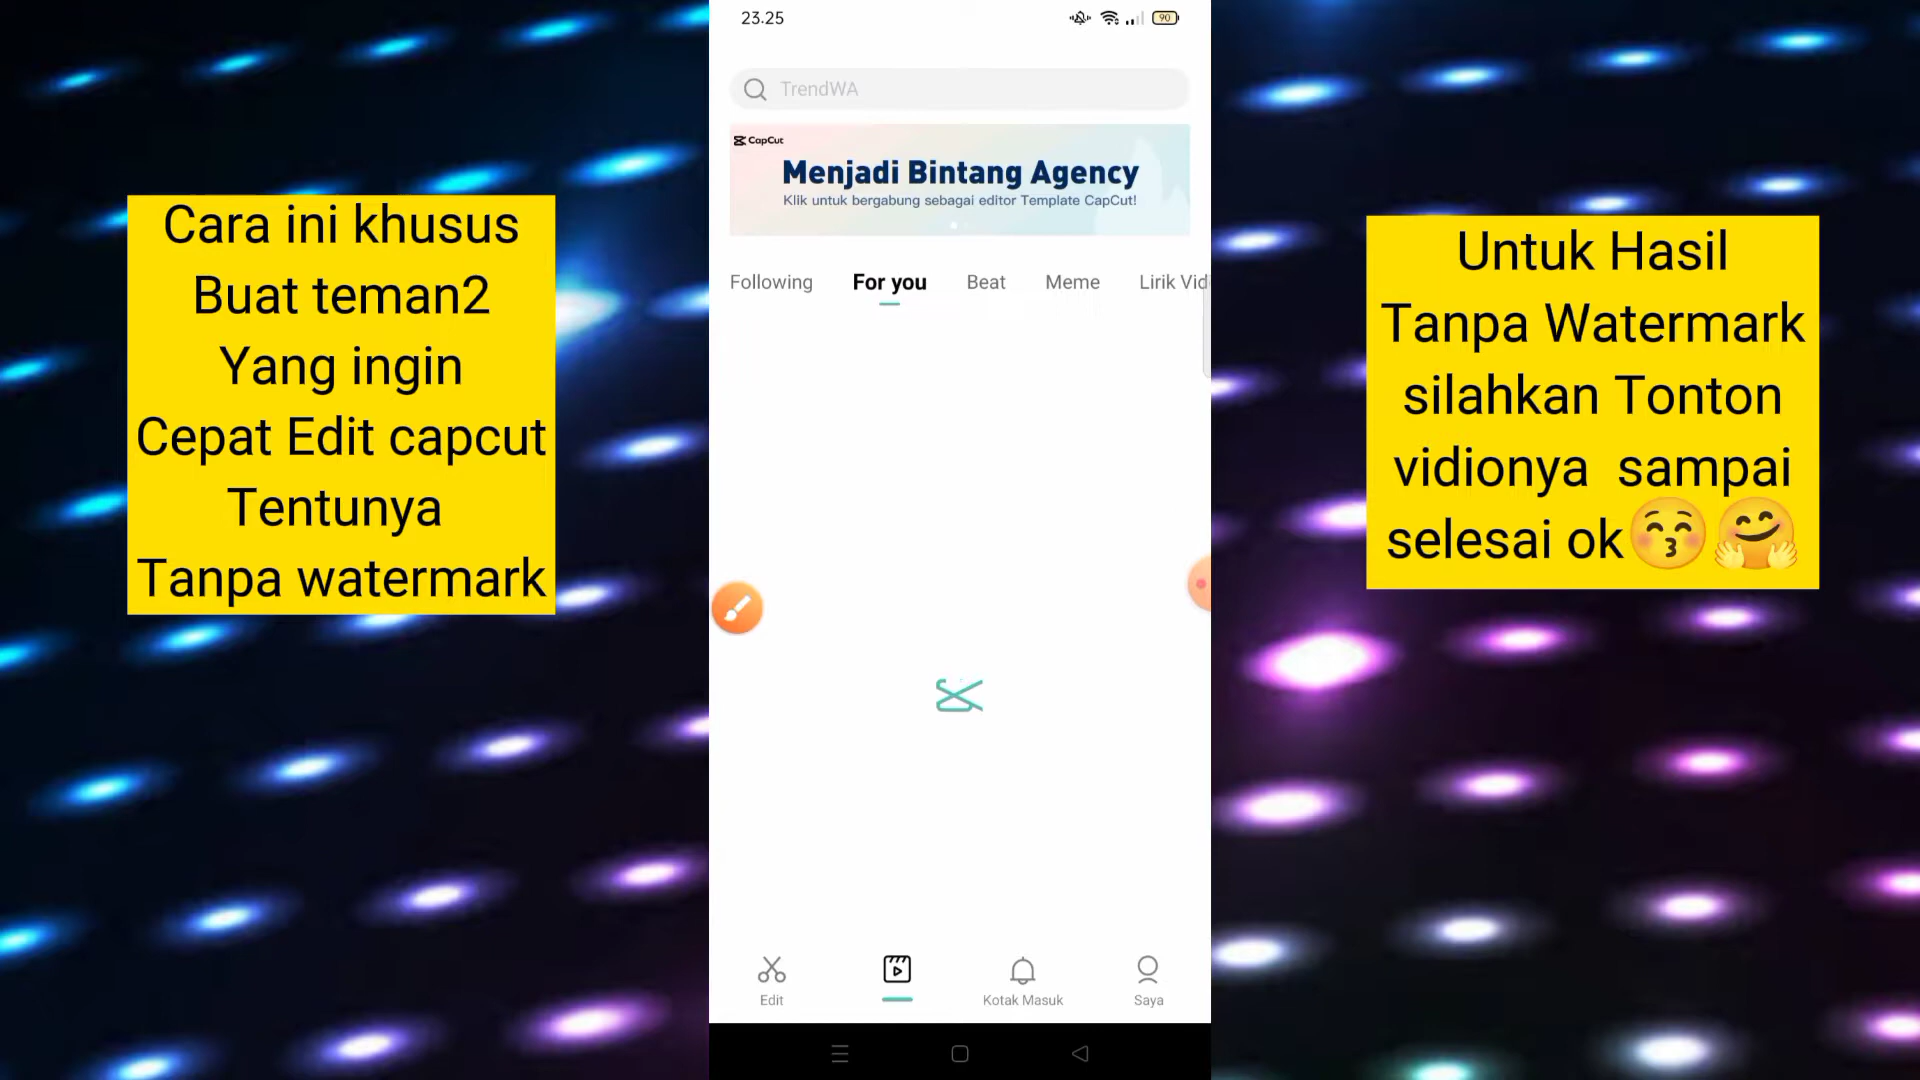 Cara ini khusus
Buat teman2
Yang ingin
Cepat Edit capcut
Tentunya
Tanpa watermark
23.25
90
TrendWA
CapCut
Menjadi Bintang Agency
Klik untuk bergabung sebagai editor Template CapCut!
Following For you Beat Meme Lirik Vid
Edit Kotak Masuk Saya
Untuk Hasil
Tanpa Watermark
silahkan Tonton
vidionya sampai
selesai ok😚🤗